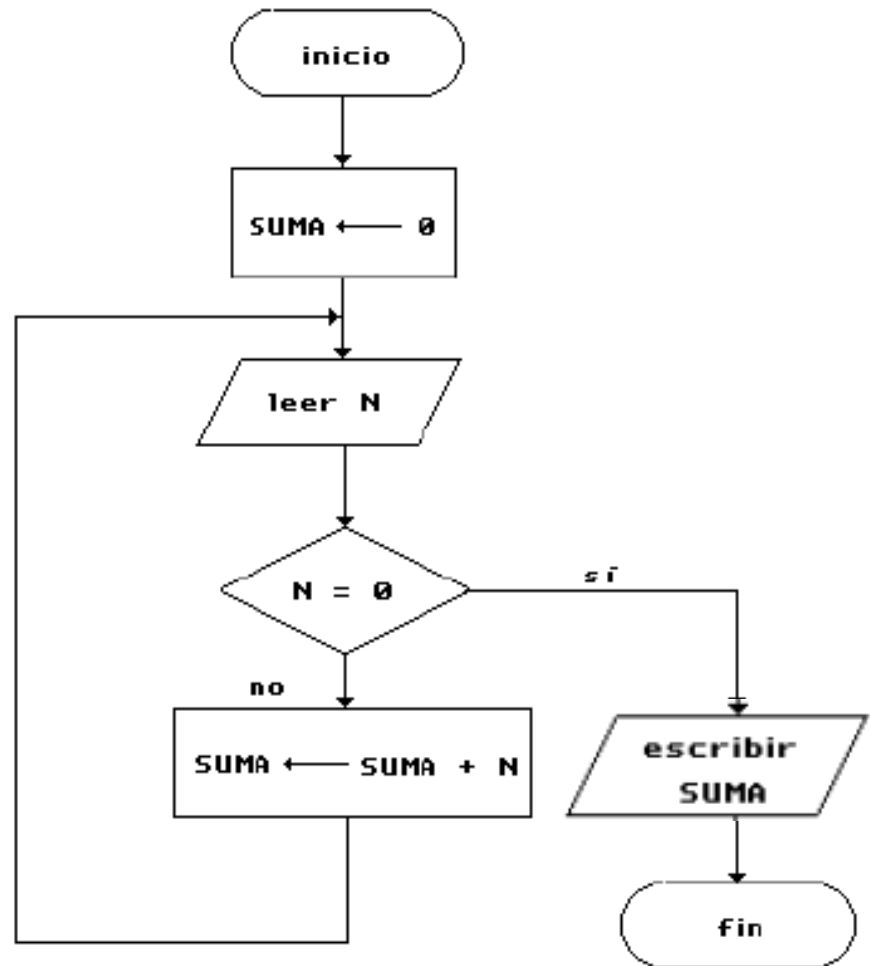 inicio
SUMA ← 0
leer N
N = 0
sí
no
SUMA ← SUMA + N
escribir
SUMA
fin